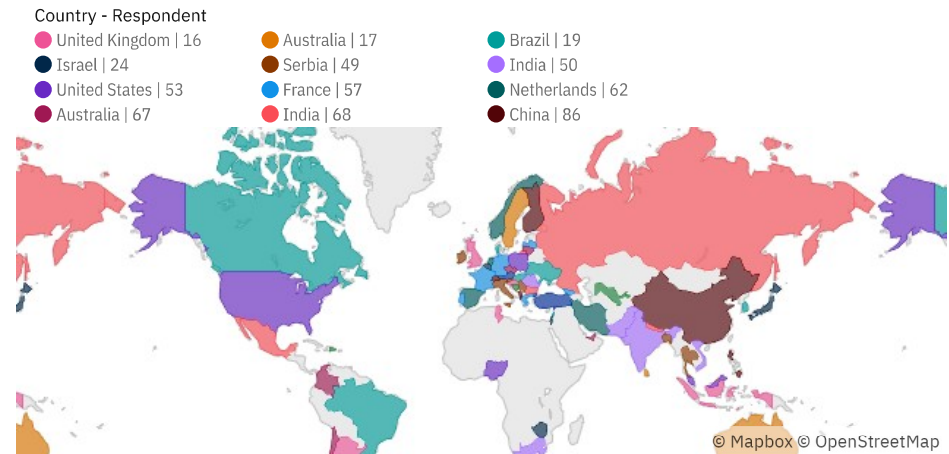 Country - Respondent
United Kingdom | 16
Australia | 17
Brazil | 19
Israel | 24
Serbia | 49
India | 50
United States | 53
France | 57
Netherlands | 62
Australia | 67
India | 68
China | 86
© Mapbox © OpenStreetMap